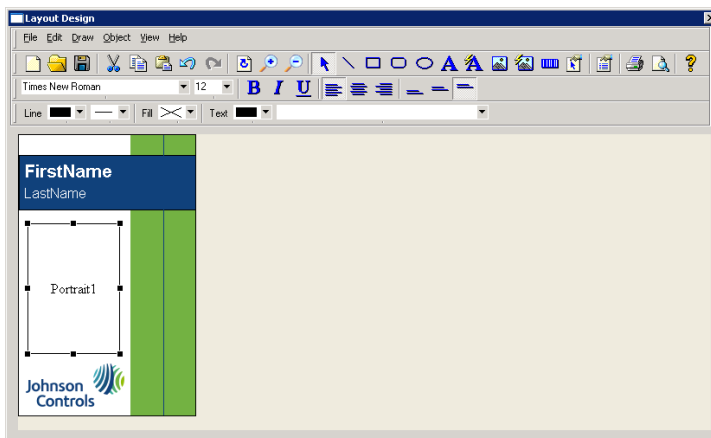 Layout Design
File Edit Draw Object View Help
Times New Roman 12 B I U
Line Fill Text
FirstName
LastName
Portrait1
Johnson
Controls